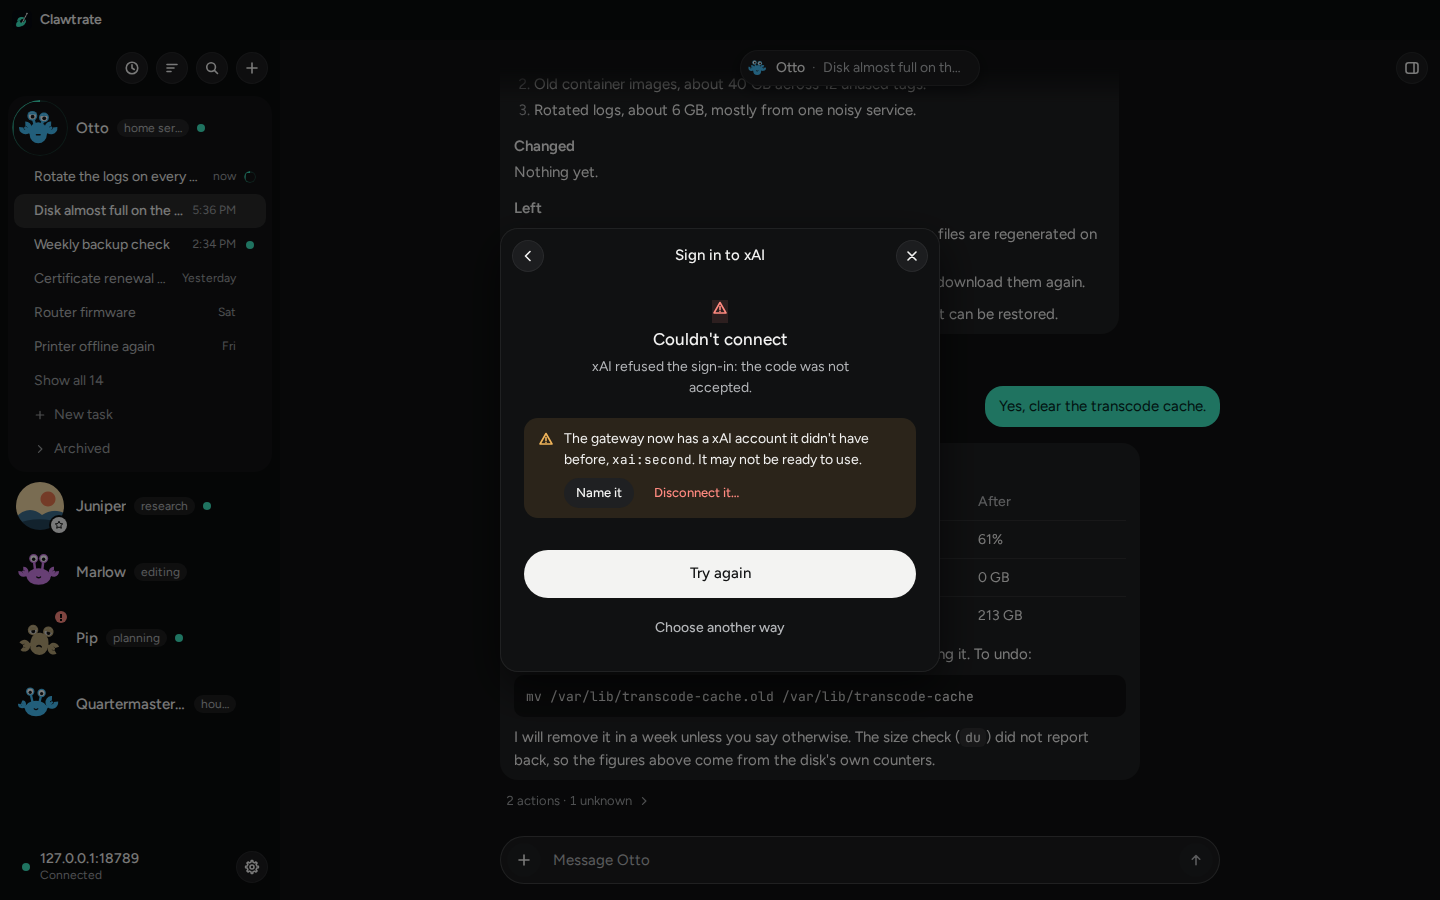 Clawtrate
Otto · Disk almost full on th...
Otto home ser...
Rotate the logs on every ... now
Disk almost full on the ... 5:36 PM
Weekly backup check 2:34 PM
Certificate renewal ... Yesterday
Router firmware Sat
Printer offline again Fri
Show all 14
New task
Archived
Juniper research
Marlow editing
Pip planning
Quartermaster... hou...
127.0.0.1:18789
Connected
2. Old container images, about 40 GB across 12 unused tags.
3. Rotated logs, about 6 GB, mostly from one noisy service.
Changed
Nothing yet.
Left
files are regenerated on
download them again.
t can be restored.
Sign in to xAI
Couldn't connect
xAI refused the sign-in: the code was not
accepted.
The gateway now has a xAI account it didn't have
before, xai:second. It may not be ready to use.
Name it Disconnect it...
Try again
Choose another way
Yes, clear the transcode cache.
After
61%
0 GB
213 GB
ng it. To undo:
mv /var/lib/transcode-cache.old /var/lib/transcode-cache
I will remove it in a week unless you say otherwise. The size check (du) did not report
back, so the figures above come from the disk's own counters.
2 actions · 1 unknown
Message Otto